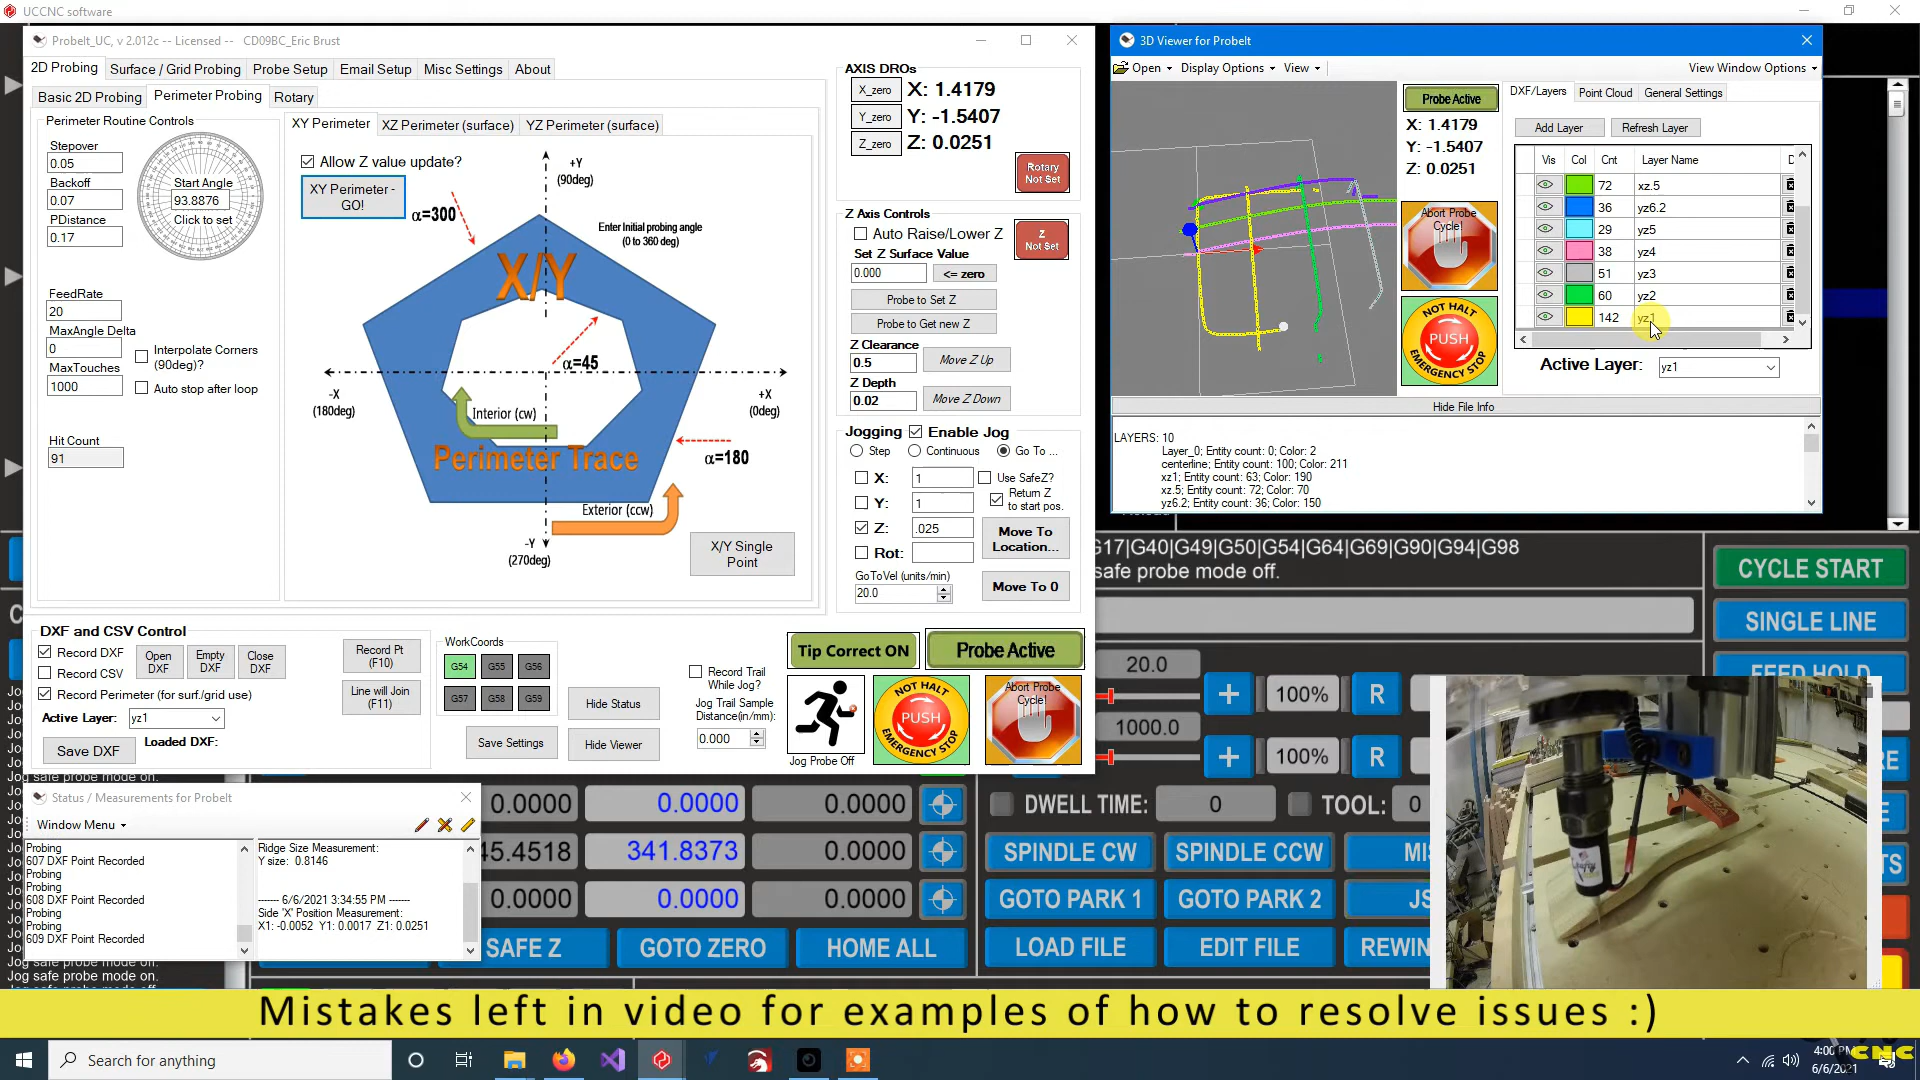 UCCNC software
ProbeIt_UC, v 2.012c -- Licensed -- CD09BC_Eric Brust
2D Probing
Surface / Grid Probing
Probe Setup
Email Setup
Misc Settings
About
Basic 2D Probing
Perimeter Probing
Rotary
Perimeter Routine Controls
Stepover
0.05
Backoff
0.07
PDistance
0.17
Start Angle
93.8876
Click to set
FeedRate
20
MaxAngle Delta
0
MaxTouches
1000
Interpolate Corners (90deg)?
Auto stop after loop
Hit Count
91
XY Perimeter
XZ Perimeter (surface)
YZ Perimeter (surface)
Allow Z value update?
XY Perimeter - GO!
+Y
(90deg)
α=300
Enter Initial probing angle
(0 to 360 deg)
X/Y
α=45
-X
(180deg)
+X
(0deg)
Interior (cw)
Perimeter Trace
α=180
Exterior (ccw)
-Y
(270deg)
X/Y Single Point
AXIS DROs
X_zero
X: 1.4179
Y_zero
Y: -1.5407
Z_zero
Z: 0.0251
Rotary Not Set
Z Axis Controls
Auto Raise/Lower Z
Z Not Set
Set Z Surface Value
0.000
<= zero
Probe to Set Z
Probe to Get new Z
Z Clearance
0.5
Move Z Up
Z Depth
0.02
Move Z Down
Jogging
Enable Jog
Step
Continuous
Go To ...
X:
1
Use SafeZ?
Y:
1
Return Z to start pos.
Z:
.025
Move To Location...
Rot:
GoToVel (units/min)
20.0
Move To 0
DXF and CSV Control
Record DXF
Record CSV
Open DXF
Empty DXF
Close DXF
Record Perimeter (for surf./grid use)
Active Layer:
yz1
Save DXF
Loaded DXF:
Record Pt (F10)
Line will Join (F11)
WorkCoords
G54
G55
G56
G57
G58
G59
Save Settings
Hide Status
Hide Viewer
Record Trail While Jog?
Jog Trail Sample Distance(in/mm):
0.000
Tip Correct ON
Probe Active
Jog Probe Off
NOT HALT
PUSH
EMERGENCY STOP
Abort Probe Cycle!
3D Viewer for ProbeIt
Open
Display Options
View
View Window Options
Probe Active
X: 1.4179
Y: -1.5407
Z: 0.0251
Abort Probe Cycle!
NOT HALT
PUSH
EMERGENCY STOP
DXF/Layers
Point Cloud
General Settings
Add Layer
Refresh Layer
Vis
Col
Cnt
Layer Name
72 xz.5
36 yz6.2
29 yz5
38 yz4
51 yz3
60 yz2
142 yz1
Active Layer:
yz1
Hide File Info
LAYERS: 10
Layer_0; Entity count: 0; Color: 2
centerline; Entity count: 100; Color: 211
xz1; Entity count: 63; Color: 190
xz.5; Entity count: 72; Color: 70
yz6.2; Entity count: 36; Color: 150
G17|G40|G49|G50|G54|G64|G69|G90|G94|G98
safe probe mode off.
CYCLE START
SINGLE LINE
FEED HOLD
20.0
100%
R
1000.0
100%
R
DWELL TIME:
0
TOOL:
0
SPINDLE CW
SPINDLE CCW
GOTO PARK 1
GOTO PARK 2
LOAD FILE
EDIT FILE
REWIN
SAFE Z
GOTO ZERO
HOME ALL
0.0000
0.0000
0.0000
45.4518
341.8373
0.0000
0.0000
0.0000
0.0000
Status / Measurements for ProbeIt
Window Menu
Probing
607 DXF Point Recorded
Probing
Probing
608 DXF Point Recorded
Probing
Probing
609 DXF Point Recorded
Ridge Size Measurement:
Y size: 0.8146
------- 6/6/2021 3:34:55 PM -------
Side 'X' Position Measurement:
X1: -0.0052 Y1: 0.0017 Z1: 0.0251
Jog safe probe mode on.
Mistakes left in video for examples of how to resolve issues :)
Search for anything
4:00 PM
6/6/2021
CNC